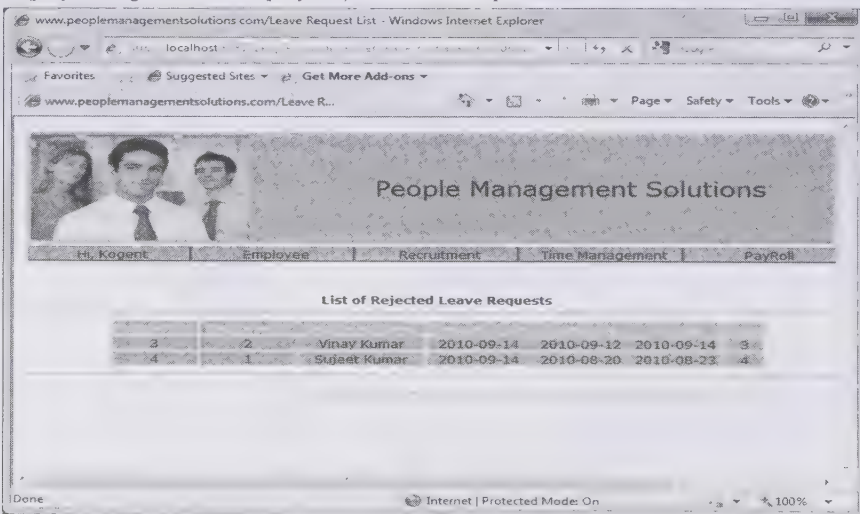 www.peoplemanagementsolutions com/Leave Request List - Windows Internet Explorer
localhost
Favorites Suggested Sites Get More Add-ons
www.peoplemanagementsolutions.com/Leave R... Page Safety Tools
People Management Solutions
Hi, Kogent Employee Recruitment Time Management PayRoll
List of Rejected Leave Requests
3 2 Vinay Kumar 2010-09-14 2010-09-12 2010-09-14 3
4 1 Sujeet Kumar 2010-09-14 2010-08-20 2010-08-23 4
Done Internet | Protected Mode: On 100%